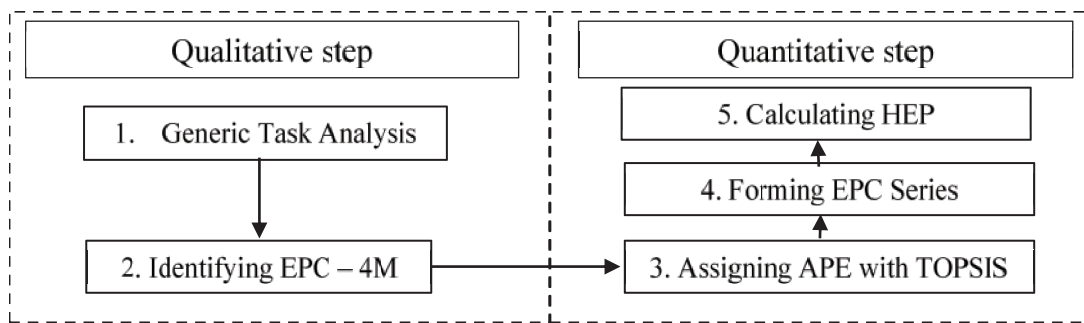 Qualitative step
1. Generic Task Analysis
2. Identifying EPC – 4M
Quantitative step
5. Calculating HEP
4. Forming EPC Series
3. Assigning APE with TOPSIS